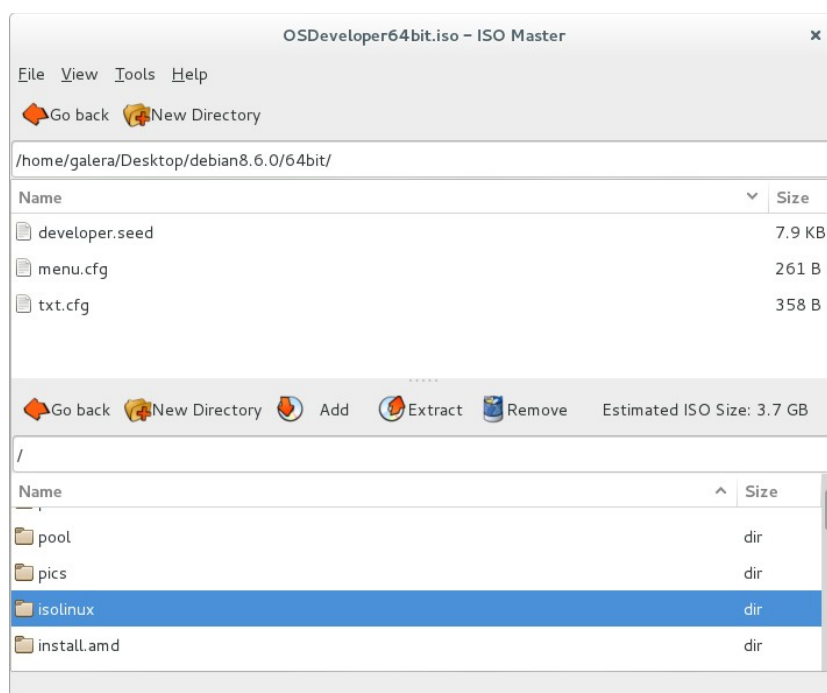 OSDeveloper64bit.iso – ISO Master ×
File View Tools Help
Go back New Directory
/home/galera/Desktop/debian8.6.0/64bit/
Name Size
developer.seed 7.9 KB
menu.cfg 261 B
txt.cfg 358 B
Go back New Directory Add Extract Remove Estimated ISO Size: 3.7 GB
/
Name Size
pool dir
pics dir
isolinux dir
install.amd dir